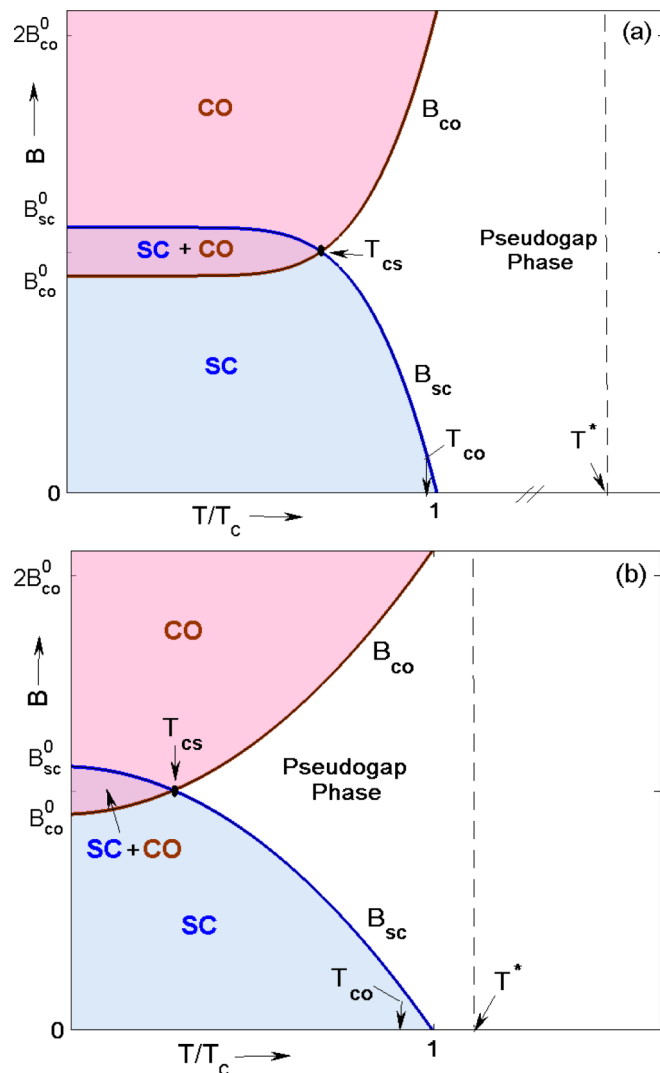 (a)
2B⁰co
CO
Bco
B
B⁰sc
SC + CO
Tcs
Pseudogap
Phase
B⁰co
SC
Bsc
Tco
T*
0
T/Tc
1
(b)
2B⁰co
CO
Bco
B
Tcs
B⁰sc
Pseudogap
Phase
B⁰co
SC + CO
SC
Bsc
Tco
T*
0
T/Tc
1